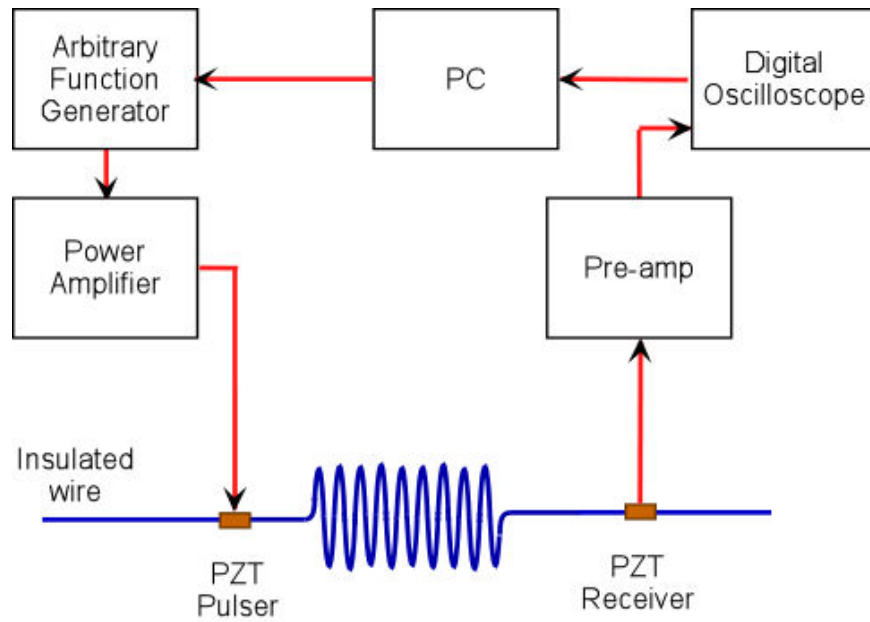 Arbitrary
Function
Generator
PC
Digital
Oscilloscope
Power
Amplifier
Pre-amp
Insulated
wire
PZT
Pulser
PZT
Receiver